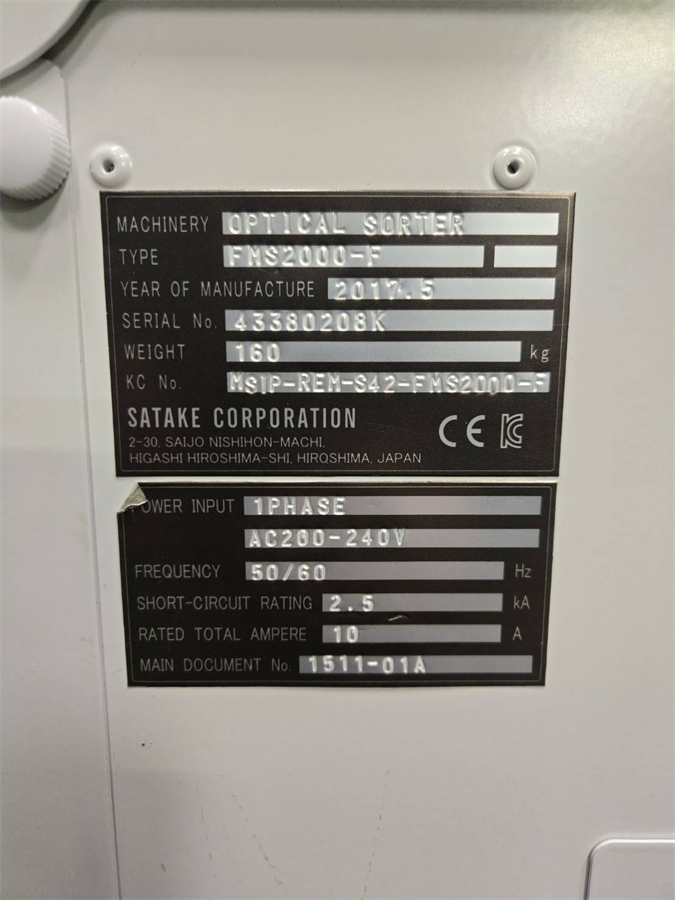 MACHINERY OPTICAL SORTER
TYPE FMS2000-F
YEAR OF MANUFACTURE 2017.5
SERIAL No. 43380208K
WEIGHT 160 kg
KC No. MSIP-REM-S42-FMS2000-F
SATAKE CORPORATION
CE KC
2-30, SAIJO NISHIHON-MACHI,
HIGASHI HIROSHIMA-SHI, HIROSHIMA, JAPAN
POWER INPUT 1PHASE
AC200-240V
FREQUENCY 50/60 Hz
SHORT-CIRCUIT RATING 2.5 kA
RATED TOTAL AMPERE 10 A
MAIN DOCUMENT No. 1511-01A